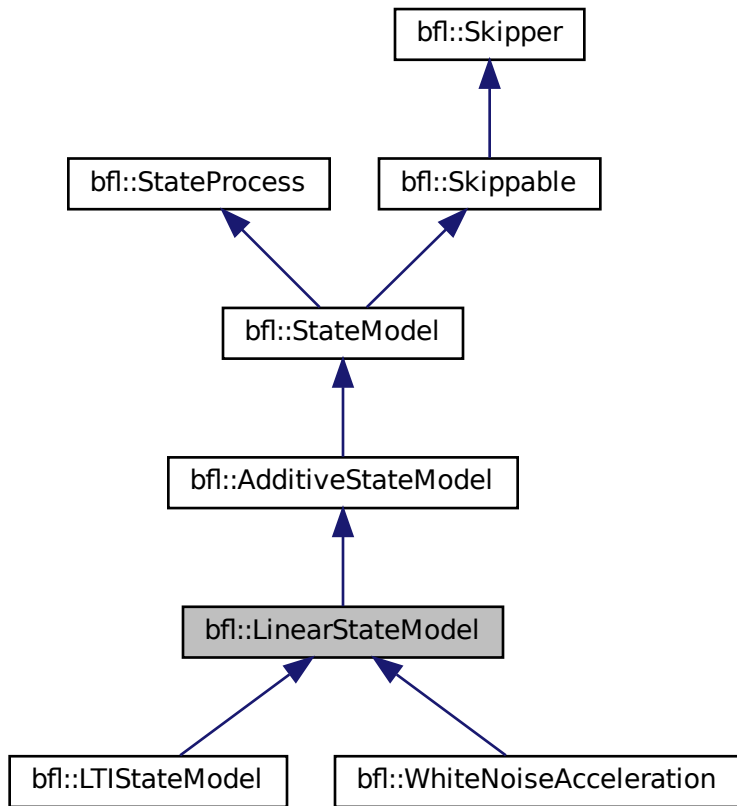 bfl::Skipper
bfl::StateProcess
bfl::Skippable
bfl::StateModel
bfl::AdditiveStateModel
bfl::LinearStateModel
bfl::LTIStateModel
bfl::WhiteNoiseAcceleration